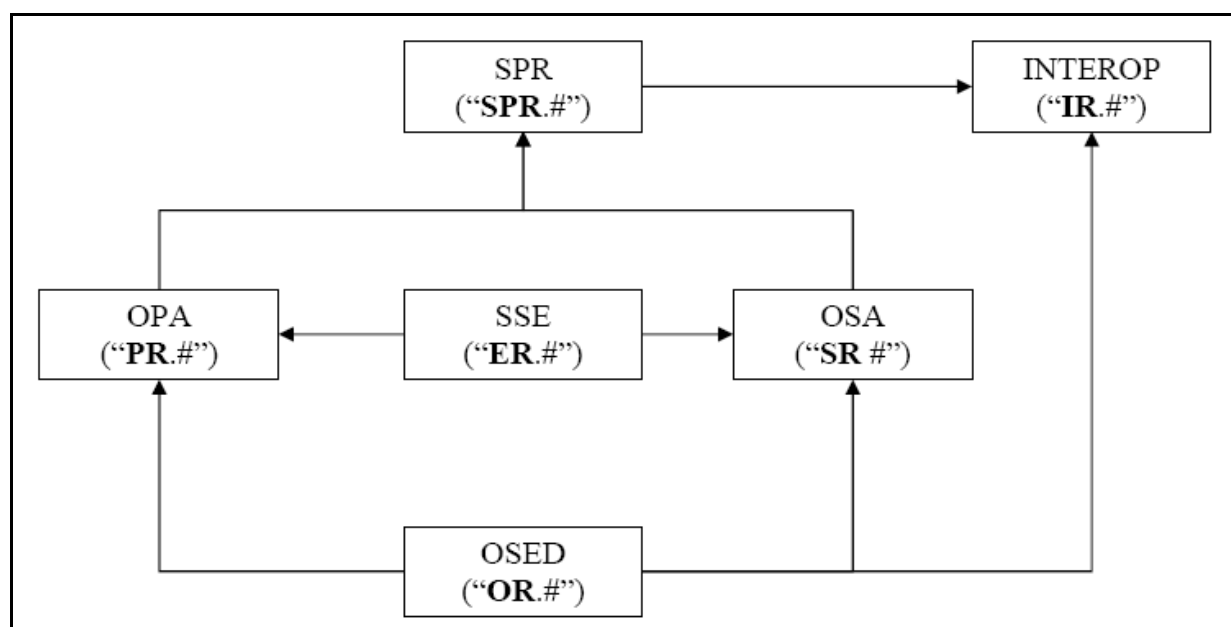 SPR
(“SPR.#”)
INTEROP
(“IR.#”)
OPA
(“PR.#”)
SSE
(“ER.#”)
OSA
(“SR #”)
OSED
(“OR.#”)